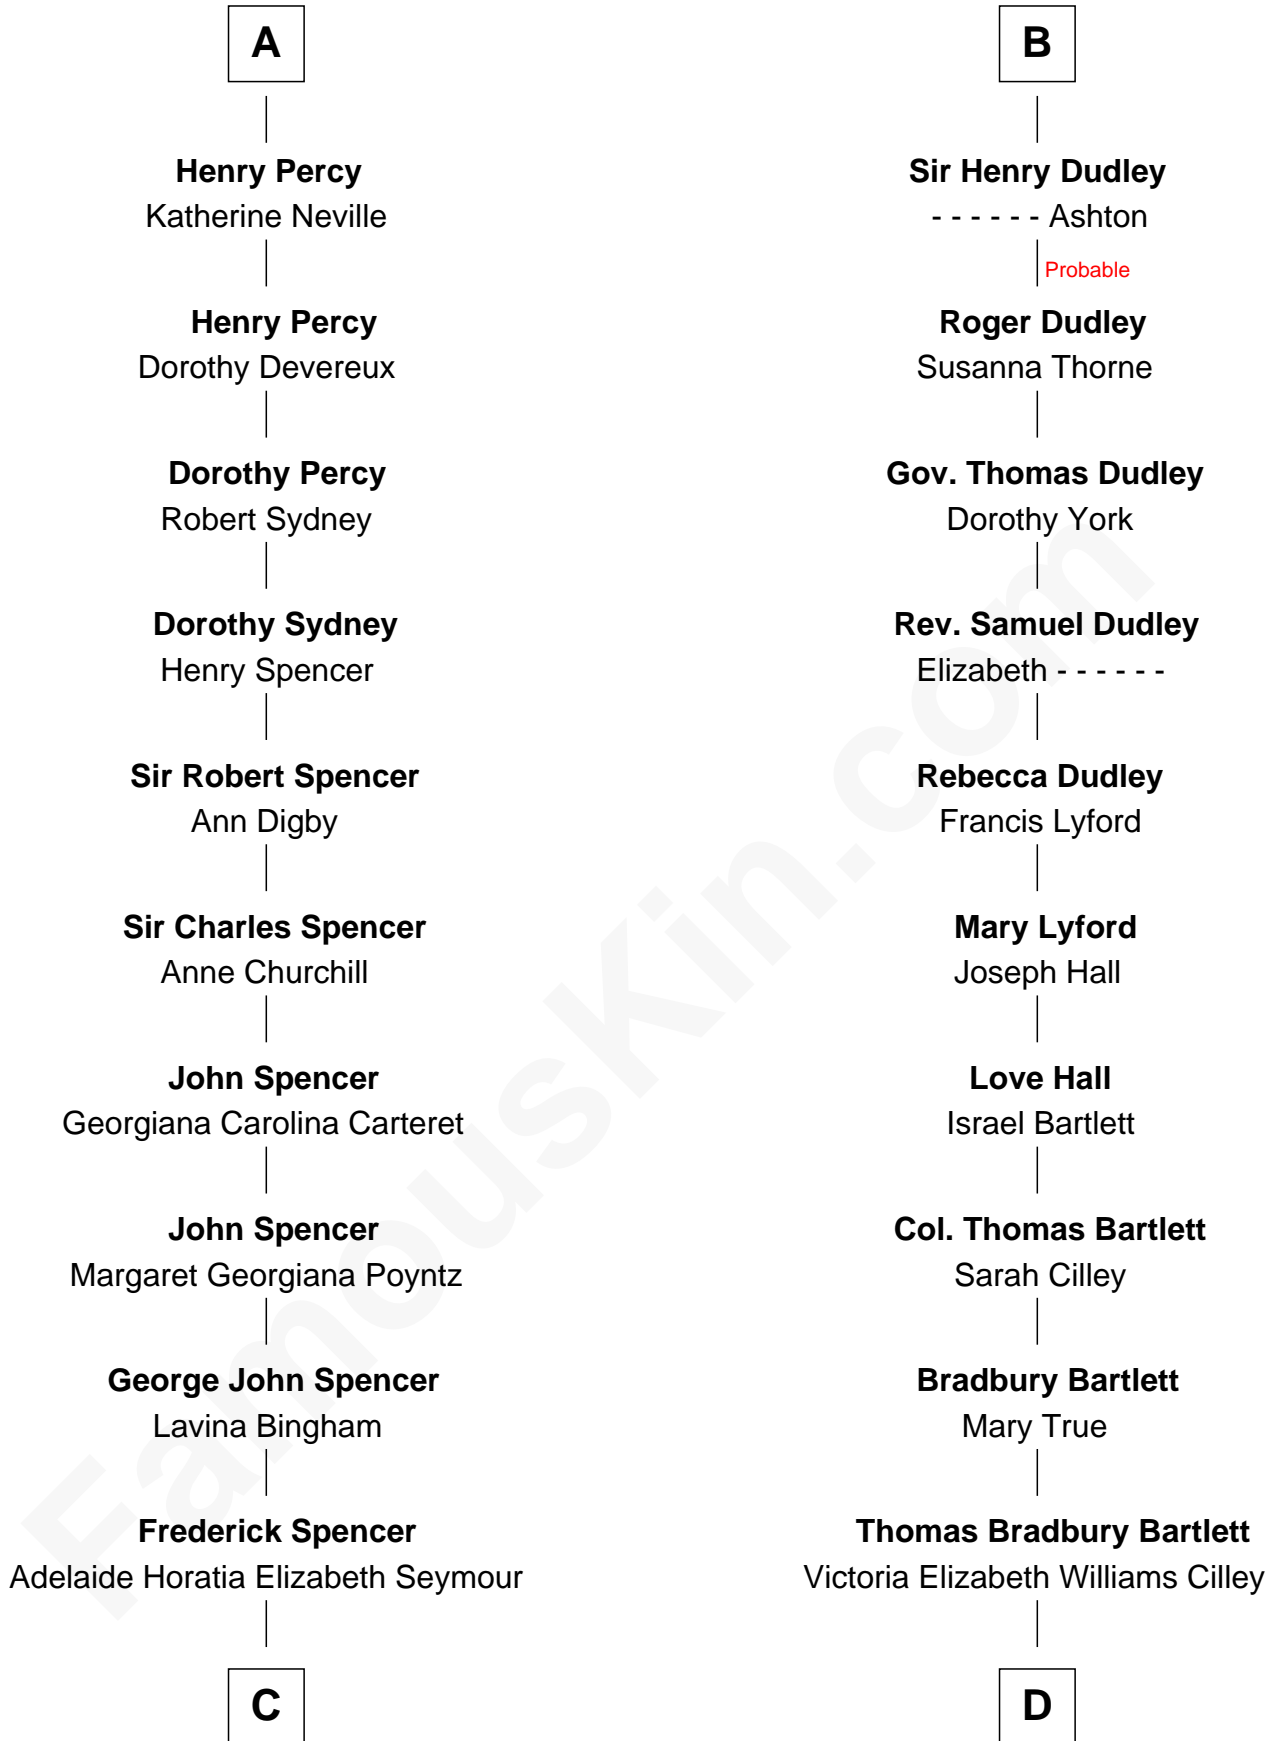 A
Henry Percy
Katherine Neville
Henry Percy
Dorothy Devereux
Dorothy Percy
Robert Sydney
Dorothy Sydney
Henry Spencer
Sir Robert Spencer
Ann Digby
Sir Charles Spencer
Anne Churchill
John Spencer
Georgiana Carolina Carteret
John Spencer
Margaret Georgiana Poyntz
George John Spencer
Lavina Bingham
Frederick Spencer
Adelaide Horatia Elizabeth Seymour
C
B
Sir Henry Dudley
- - - - - - Ashton
Probable
Roger Dudley
Susanna Thorne
Gov. Thomas Dudley
Dorothy York
Rev. Samuel Dudley
Elizabeth - - - - - -
Rebecca Dudley
Francis Lyford
Mary Lyford
Joseph Hall
Love Hall
Israel Bartlett
Col. Thomas Bartlett
Sarah Cilley
Bradbury Bartlett
Mary True
Thomas Bradbury Bartlett
Victoria Elizabeth Williams Cilley
D
FamousKin.com